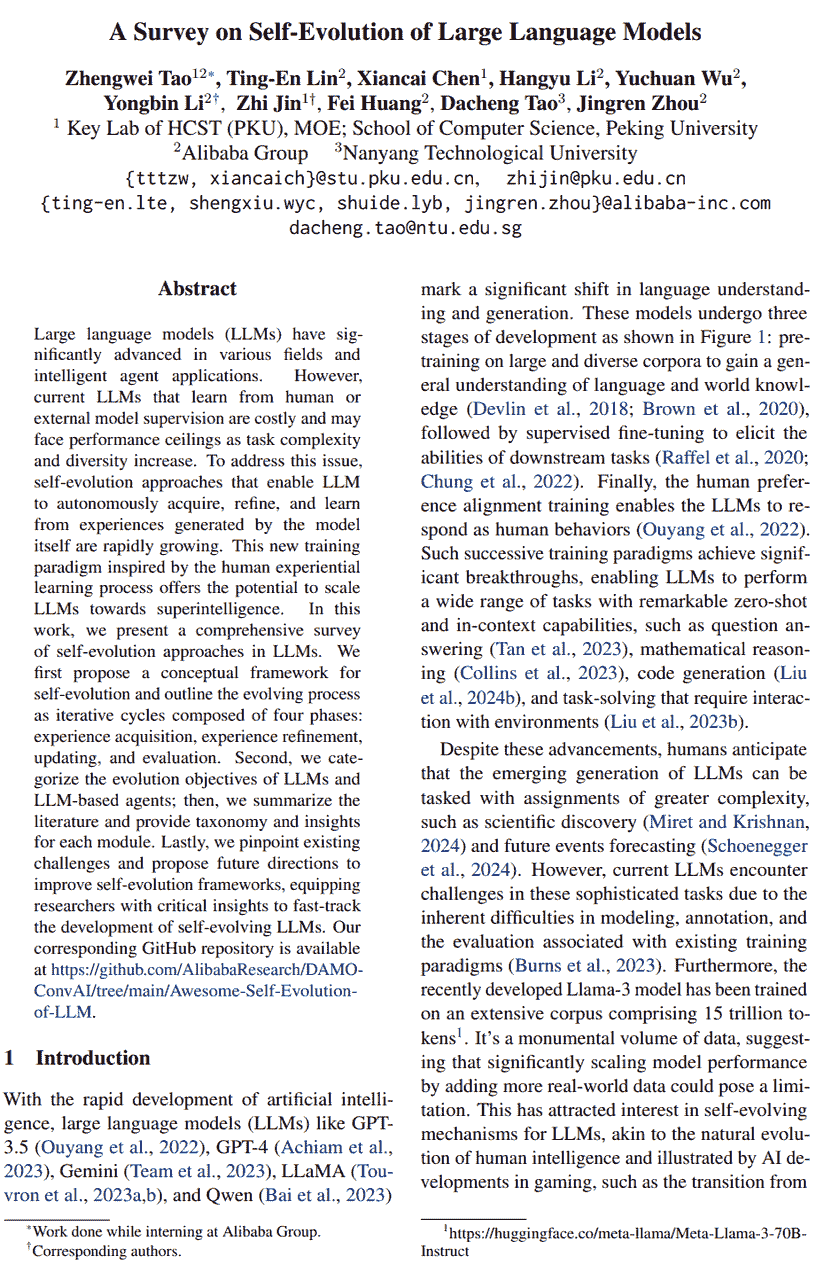 A Survey on Self-Evolution of Large Language Models
Zhengwei Tao12*, Ting-En Lin2, Xiancai Chen1, Hangyu Li2, Yuchuan Wu2,
Yongbin Li2†, Zhi Jin1†, Fei Huang2, Dacheng Tao3, Jingren Zhou2
1 Key Lab of HCST (PKU), MOE; School of Computer Science, Peking University
2Alibaba Group 3Nanyang Technological University
{tttzw, xiancaich}@stu.pku.edu.cn, zhijin@pku.edu.cn
{ting-en.lte, shengxiu.wyc, shuide.lyb, jingren.zhou}@alibaba-inc.com
dacheng.tao@ntu.edu.sg
Abstract
Large language models (LLMs) have sig-
nificantly advanced in various fields and
intelligent agent applications. However,
current LLMs that learn from human or
external model supervision are costly and may
face performance ceilings as task complexity
and diversity increase. To address this issue,
self-evolution approaches that enable LLM
to autonomously acquire, refine, and learn
from experiences generated by the model
itself are rapidly growing. This new training
paradigm inspired by the human experiential
learning process offers the potential to scale
LLMs towards superintelligence. In this
work, we present a comprehensive survey
of self-evolution approaches in LLMs. We
first propose a conceptual framework for
self-evolution and outline the evolving process
as iterative cycles composed of four phases:
experience acquisition, experience refinement,
updating, and evaluation. Second, we cate-
gorize the evolution objectives of LLMs and
LLM-based agents; then, we summarize the
literature and provide taxonomy and insights
for each module. Lastly, we pinpoint existing
challenges and propose future directions to
improve self-evolution frameworks, equipping
researchers with critical insights to fast-track
the development of self-evolving LLMs. Our
corresponding GitHub repository is available
at https://github.com/AlibabaResearch/DAMO-
ConvAI/tree/main/Awesome-Self-Evolution-
of-LLM.
1 Introduction
With the rapid development of artificial intelli-
gence, large language models (LLMs) like GPT-
3.5 (Ouyang et al., 2022), GPT-4 (Achiam et al.,
2023), Gemini (Team et al., 2023), LLaMA (Tou-
vron et al., 2023a,b), and Qwen (Bai et al., 2023)
*Work done while interning at Alibaba Group.
†Corresponding authors.
mark a significant shift in language understand-
ing and generation. These models undergo three
stages of development as shown in Figure 1: pre-
training on large and diverse corpora to gain a gen-
eral understanding of language and world knowl-
edge (Devlin et al., 2018; Brown et al., 2020),
followed by supervised fine-tuning to elicit the
abilities of downstream tasks (Raffel et al., 2020;
Chung et al., 2022). Finally, the human prefer-
ence alignment training enables the LLMs to re-
spond as human behaviors (Ouyang et al., 2022).
Such successive training paradigms achieve signif-
icant breakthroughs, enabling LLMs to perform
a wide range of tasks with remarkable zero-shot
and in-context capabilities, such as question an-
swering (Tan et al., 2023), mathematical reason-
ing (Collins et al., 2023), code generation (Liu
et al., 2024b), and task-solving that require interac-
tion with environments (Liu et al., 2023b).
Despite these advancements, humans anticipate
that the emerging generation of LLMs can be
tasked with assignments of greater complexity,
such as scientific discovery (Miret and Krishnan,
2024) and future events forecasting (Schoenegger
et al., 2024). However, current LLMs encounter
challenges in these sophisticated tasks due to the
inherent difficulties in modeling, annotation, and
the evaluation associated with existing training
paradigms (Burns et al., 2023). Furthermore, the
recently developed Llama-3 model has been trained
on an extensive corpus comprising 15 trillion to-
kens1. It's a monumental volume of data, suggest-
ing that significantly scaling model performance
by adding more real-world data could pose a limi-
tation. This has attracted interest in self-evolving
mechanisms for LLMs, akin to the natural evolu-
tion of human intelligence and illustrated by AI de-
velopments in gaming, such as the transition from
1https://huggingface.co/meta-llama/Meta-Llama-3-70B-
Instruct